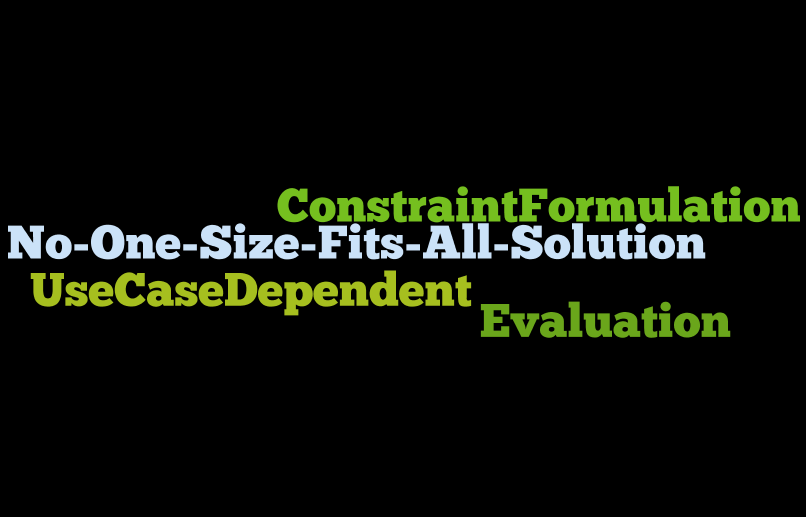 ConstraintFormulation
No-One-Size-Fits-All-Solution
UseCaseDependent
Evaluation